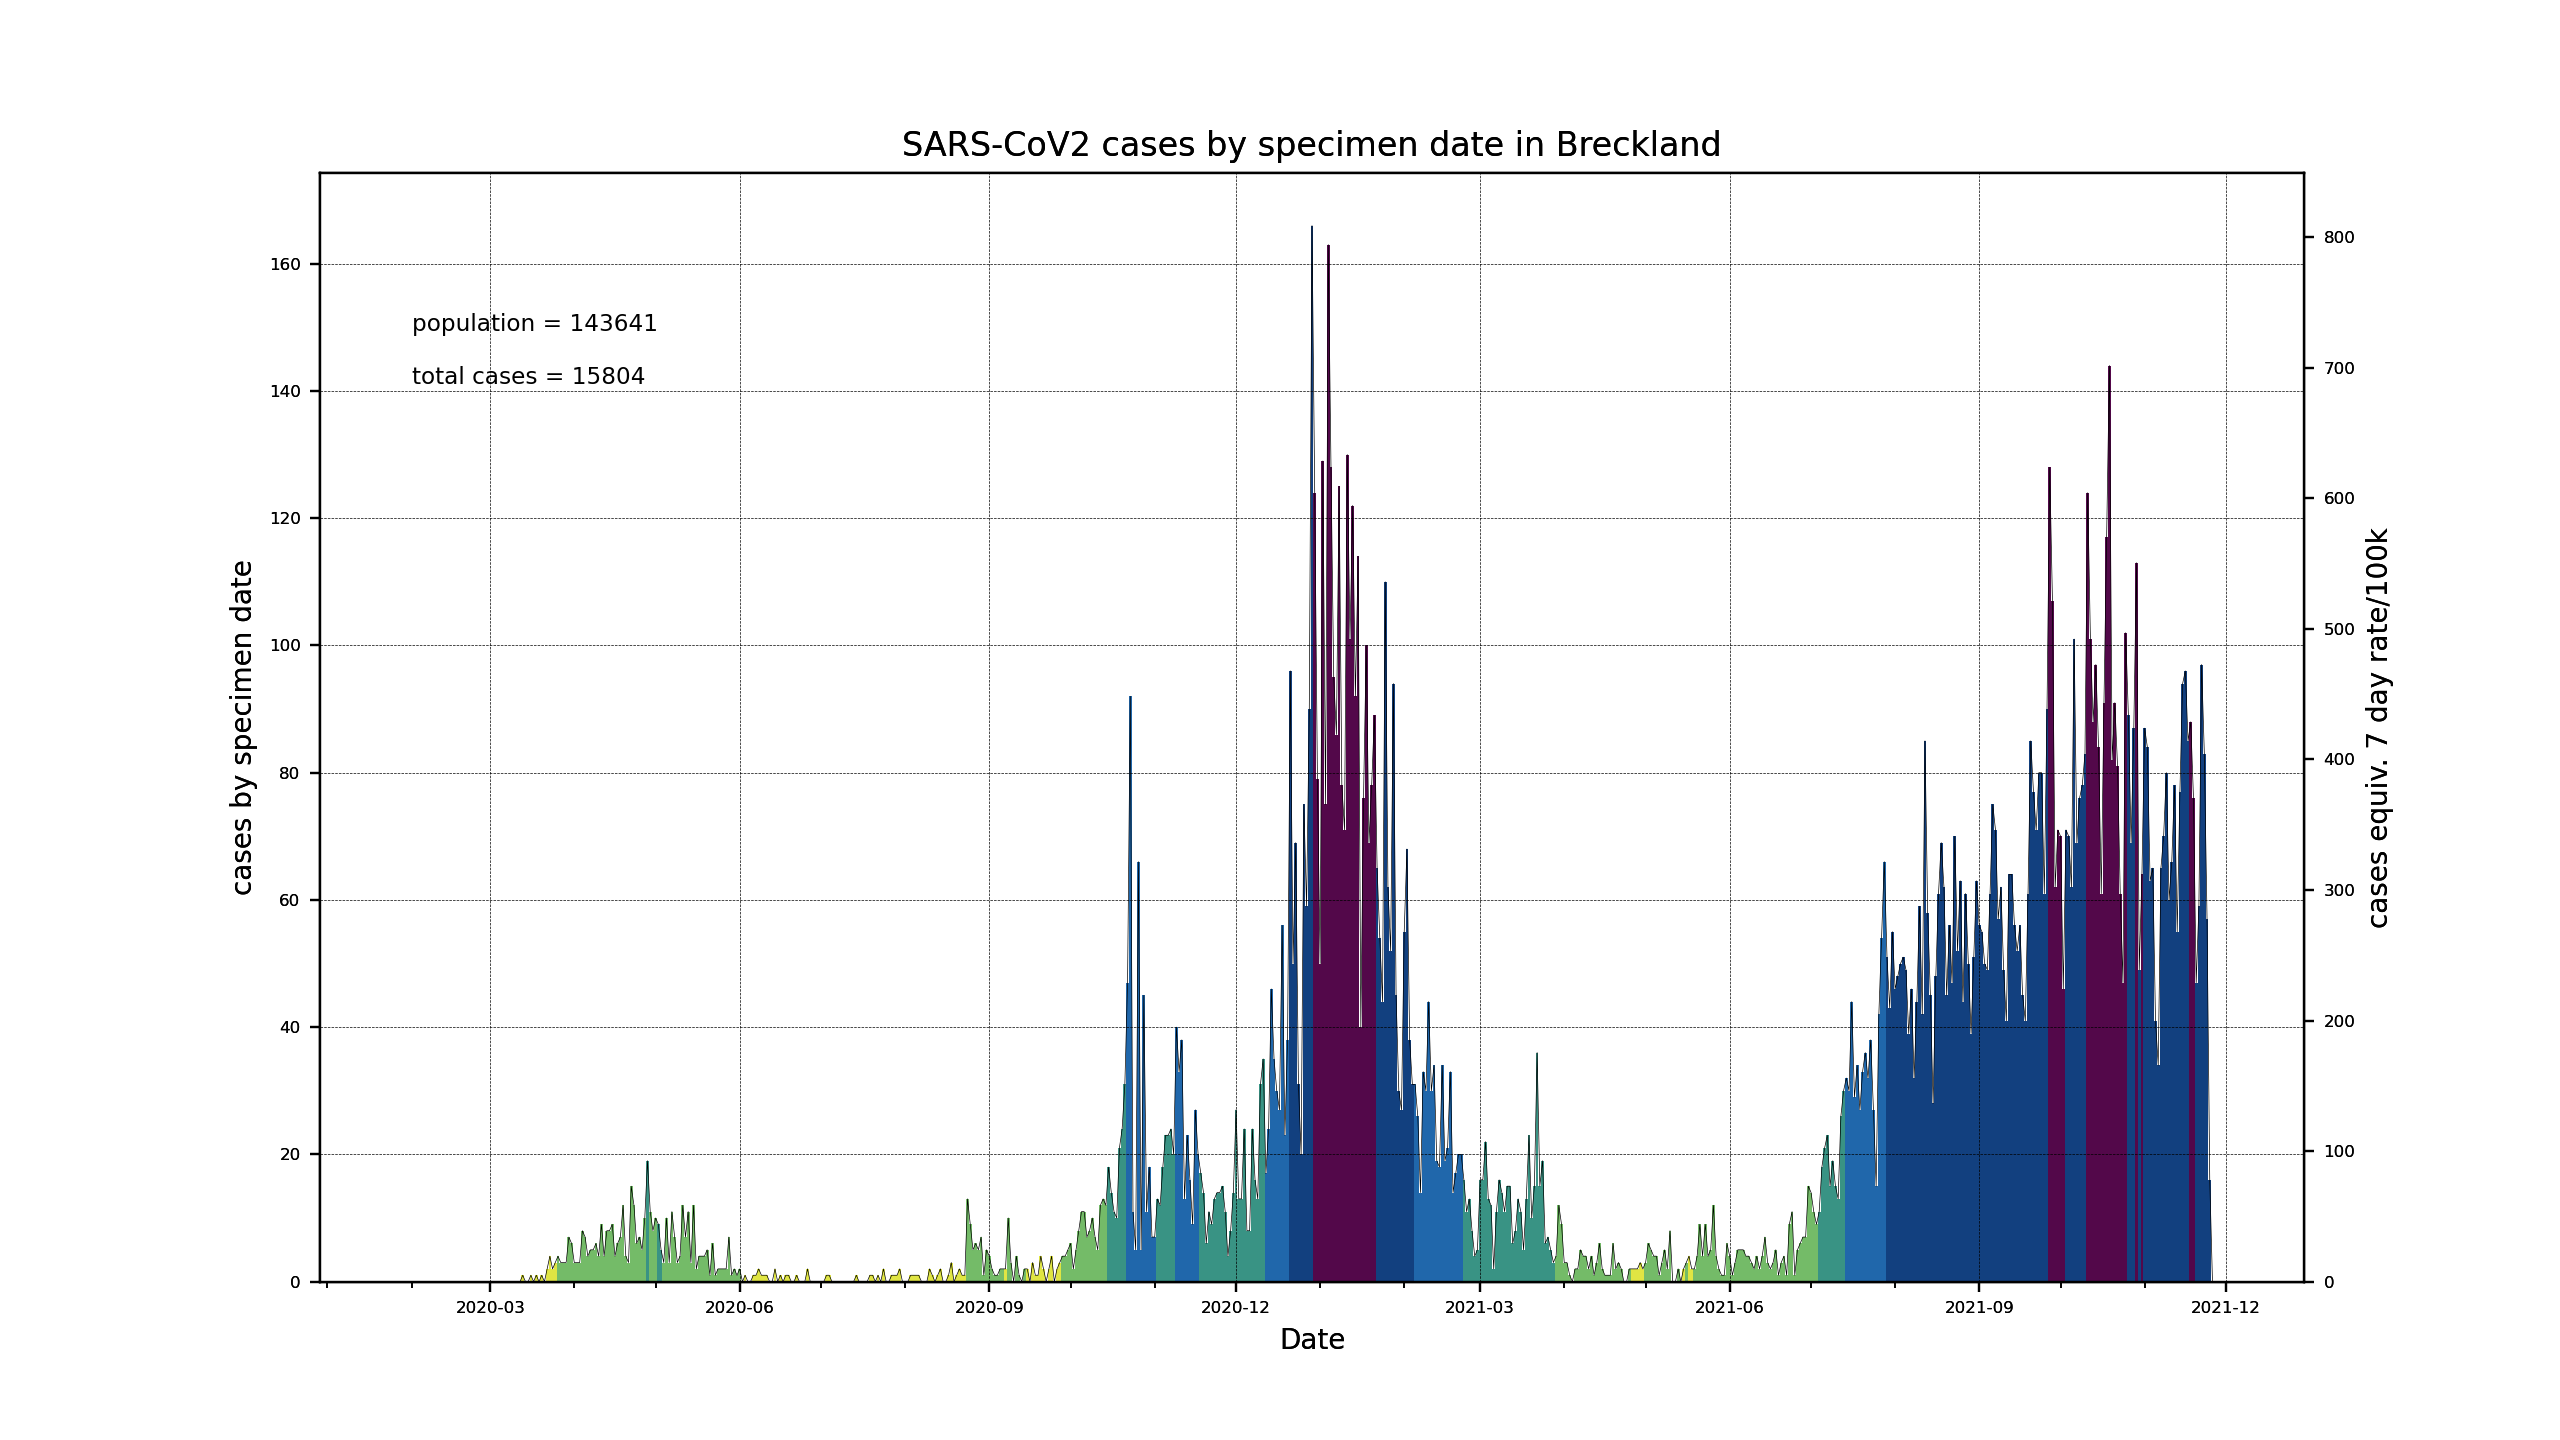 SARS-CoV2 cases by specimen date in Breckland
population = 143641
total cases = 15804
cases by specimen date
160
140
120
100
80
60
40
20
0
800
700
600
500
400
300
200
100
0
cases equiv. 7 day rate/100k
2020-03 2020-06 2020-09 2020-12 2021-03 2021-06 2021-09 2021-12
Date